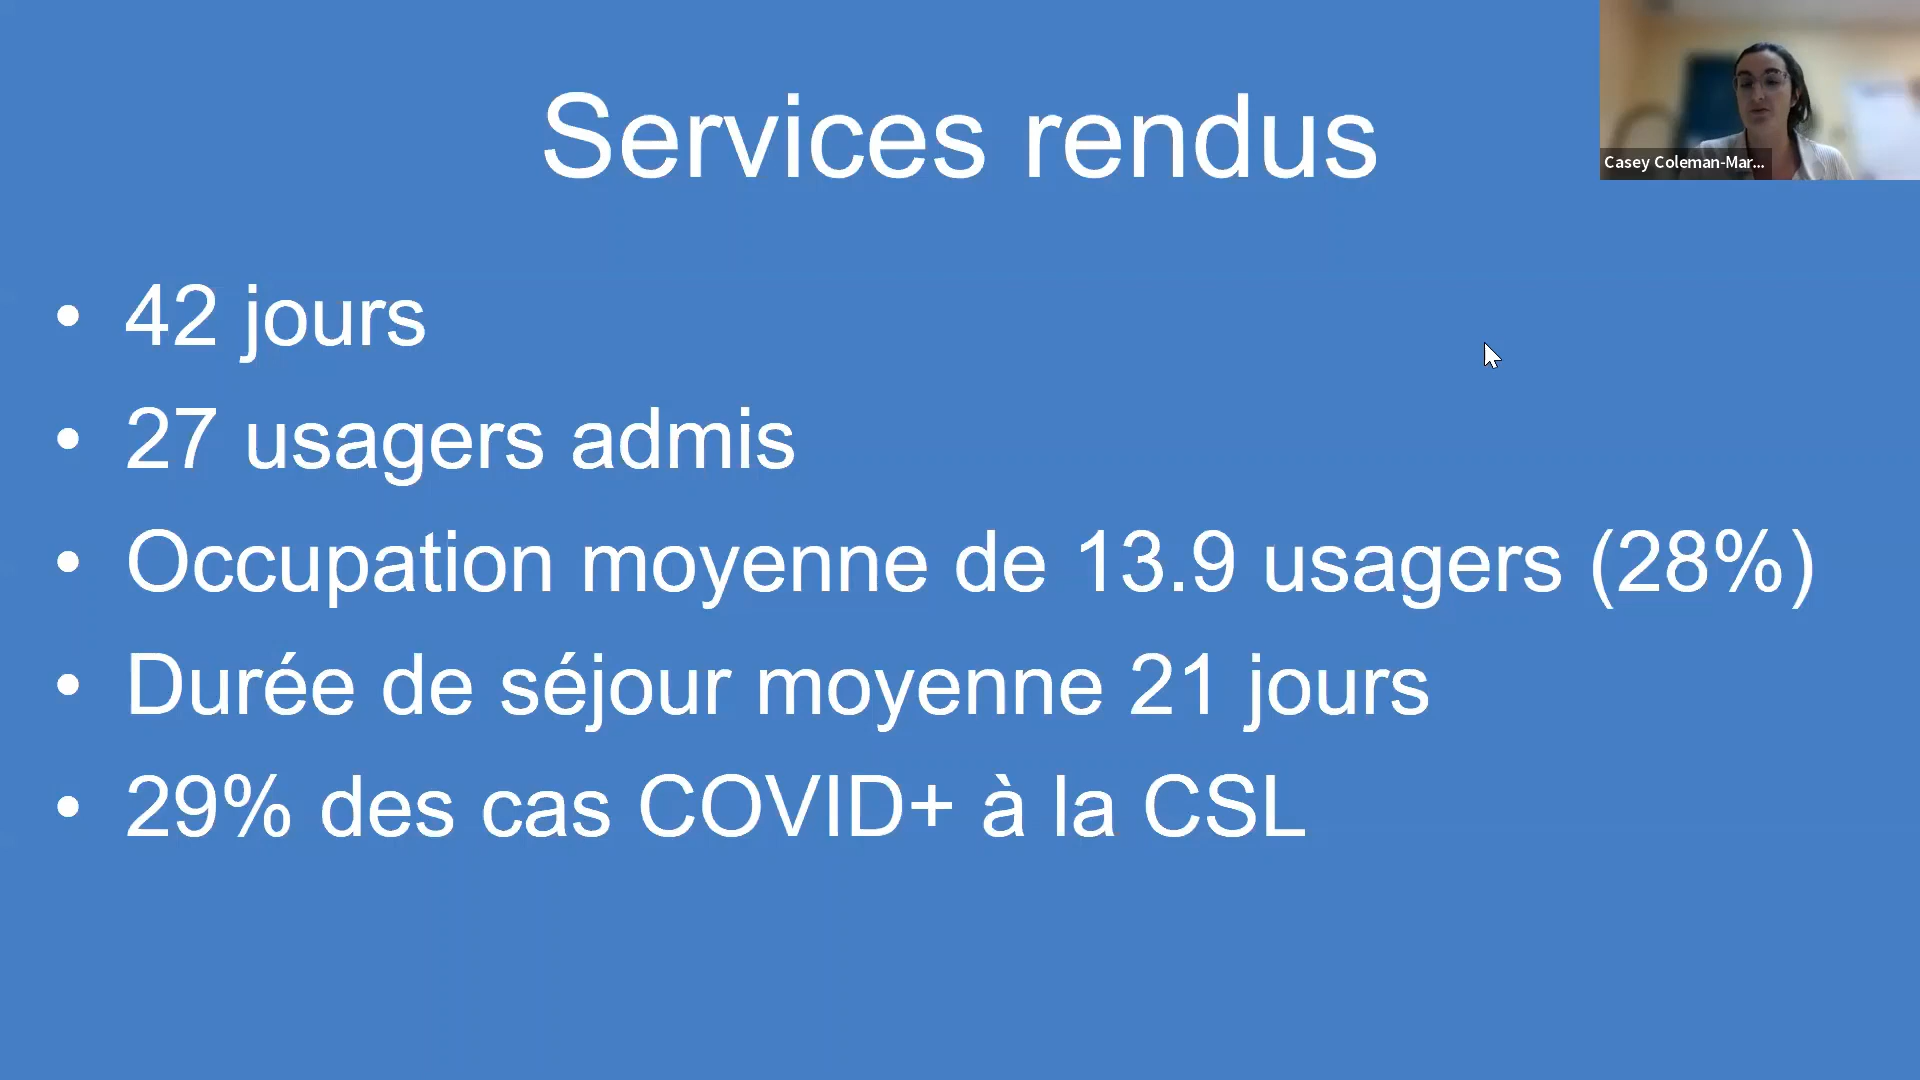 Services rendus
Casey Coleman-Mar...
• 42 jours
• 27 usagers admis
• Occupation moyenne de 13.9 usagers (28%)
• Durée de séjour moyenne 21 jours
• 29% des cas COVID+ à la CSL